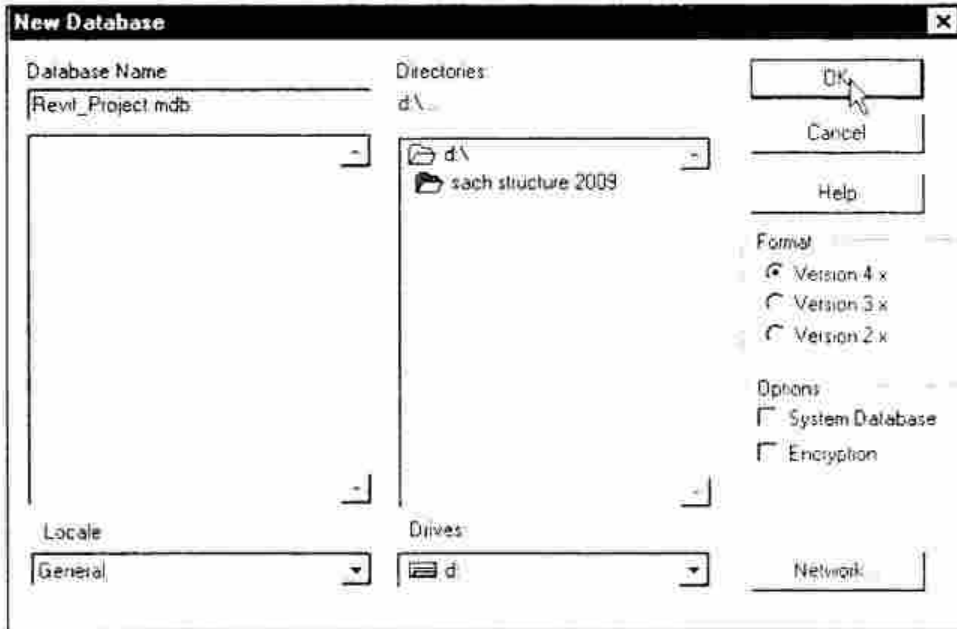 New Database
Database Name
Revit_Project.mdb
Directories:
d:\...
d:\
sach structure 2009
OK
Cancel
Help
Format
Version 4.x
Version 3.x
Version 2.x
Options
System Database
Encryption
Locale
General
Drives:
d:
Network...